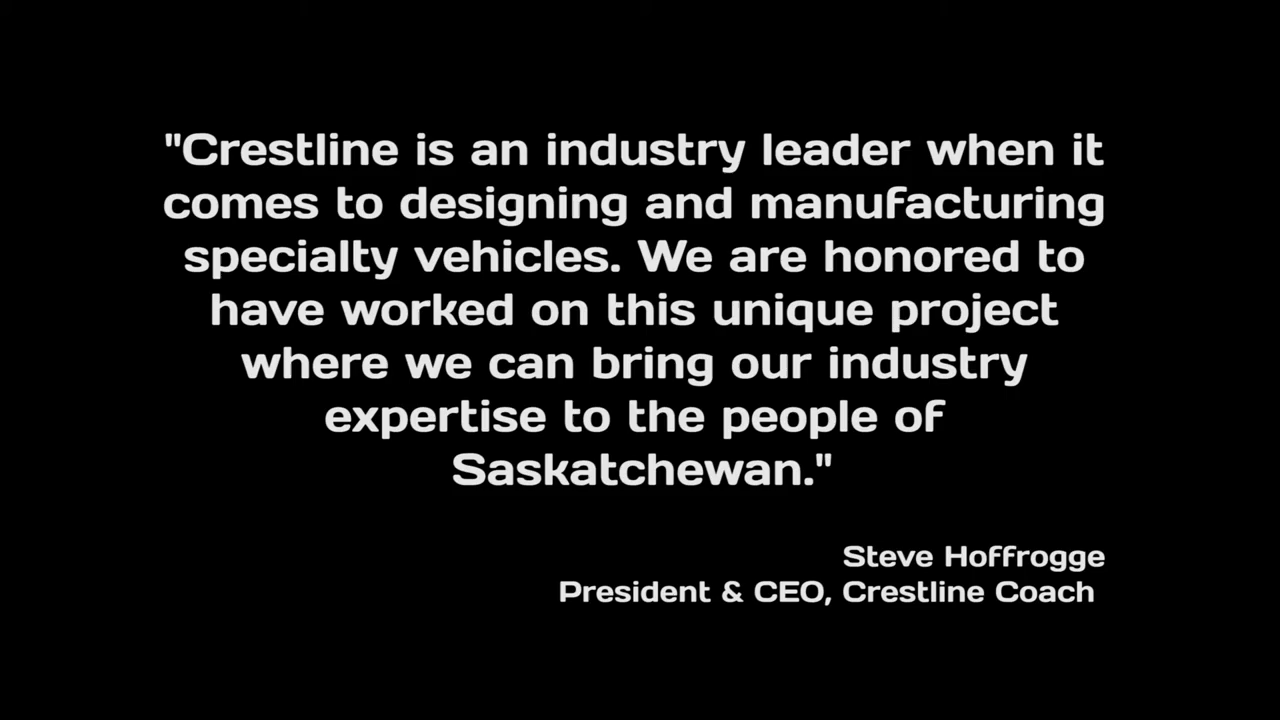 "Crestline is an industry leader when it
comes to designing and manufacturing
specialty vehicles. We are honored to
have worked on this unique project
where we can bring our industry
expertise to the people of
Saskatchewan."
Steve Hoffrogge
President & CEO, Crestline Coach